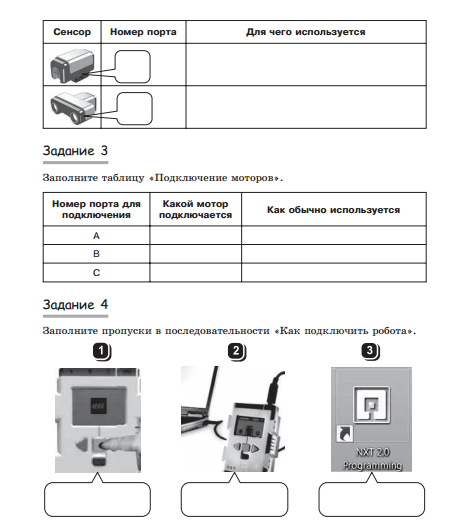 Сенсор Номер порта Для чего используется
Задание 3
Заполните таблицу «Подключение моторов».
Номер порта для подключения Какой мотор подключается Как обычно используется
A
B
C
Задание 4
Заполните пропуски в последовательности «Как подключить робота».
1 2 3
NXT 2.0
Programming